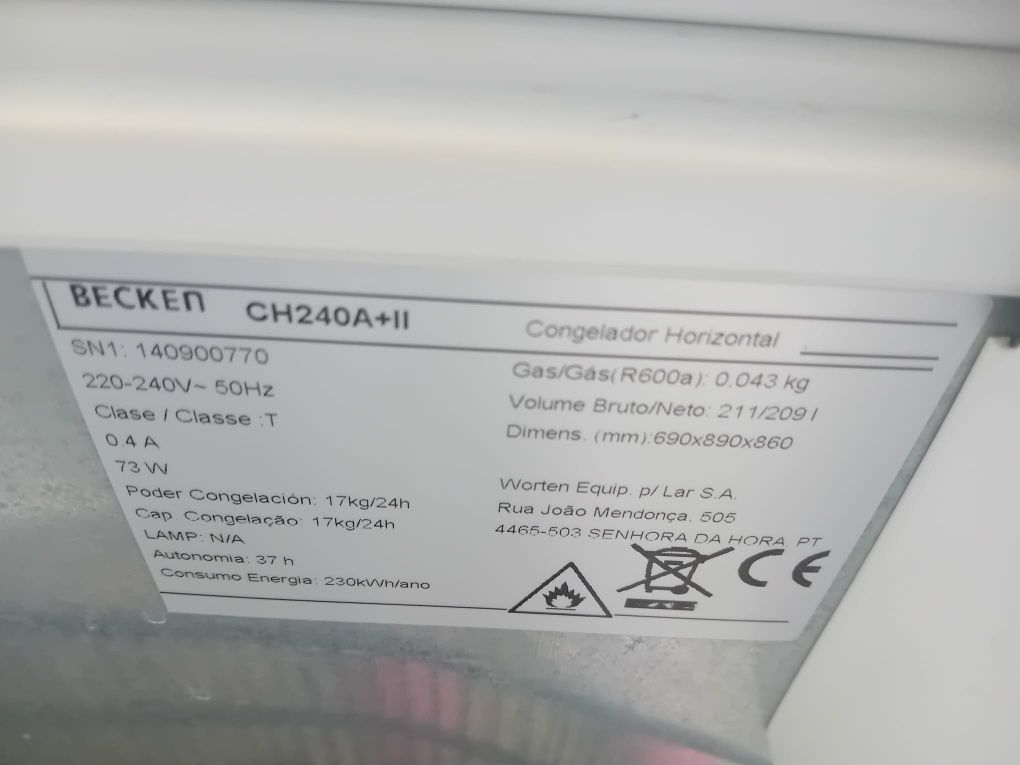 BECKEN CH240A+II Congelador Horizontal
SN1: 140900770
220-240V~ 50Hz
Clase / Classe :T
0.4 A
73 W
Poder Congelación: 17kg/24h
Cap. Congelação: 17kg/24h
LAMP: N/A
Autonomia: 37 h
Consumo Energia: 230kWh/ano
Gas/Gás(R600a): 0.043 kg
Volume Bruto/Neto: 211/209 l
Dimens. (mm):690x890x860
Worten Equip. p/ Lar S.A.
Rua João Mendonça. 505
4465-503 SENHORA DA HORA. PT
CE